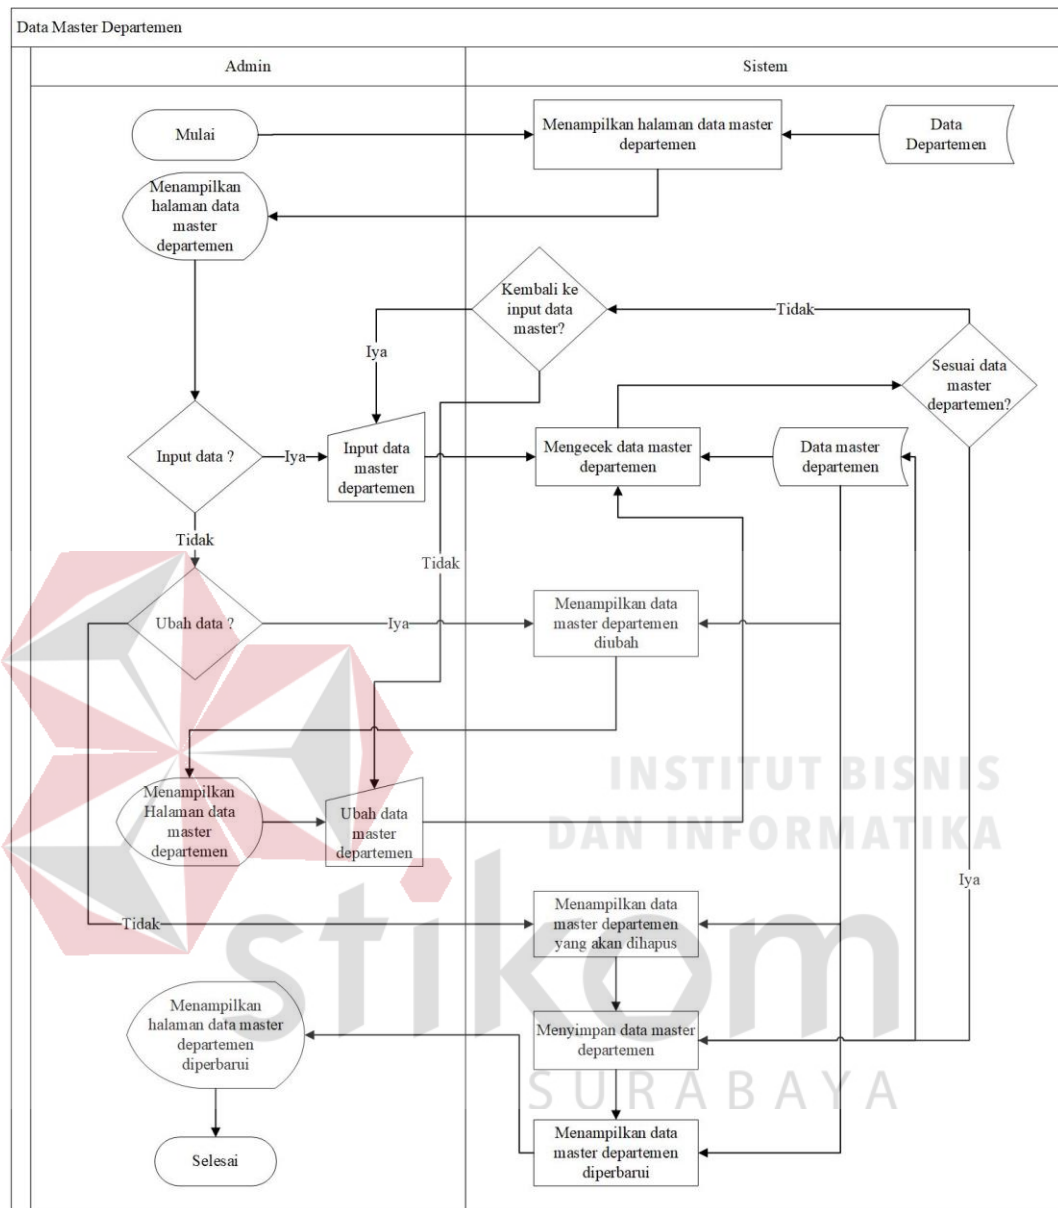 Data Master Departemen
Admin
Sistem
Mulai
Menampilkan halaman data master
departemen
Data
Departemen
Menampilkan
halaman data
master
departemen
Kembali ke
input data
master?
Tidak
Iya
Sesuai data
master
departemen?
Input data ?
Iya
Input data
master
departemen
Mengecek data master
departemen
Data master
departemen
Tidak
Tidak
Ubah data ?
Iya
Menampilkan data
master departemen
diubah
INSTITUT BISNIS
DAN INFORMATIKA
Menampilkan
Halaman data
master
departemen
Ubah data
master
departemen
Iya
Tidak
Menampilkan data
master departemen
yang akan dihapus
stikom
Menampilkan
halaman data master
departemen
diperbarui
Menyimpan data master
departemen
SURABAYA
Selesai
Menampilkan data
master departemen
diperbarui